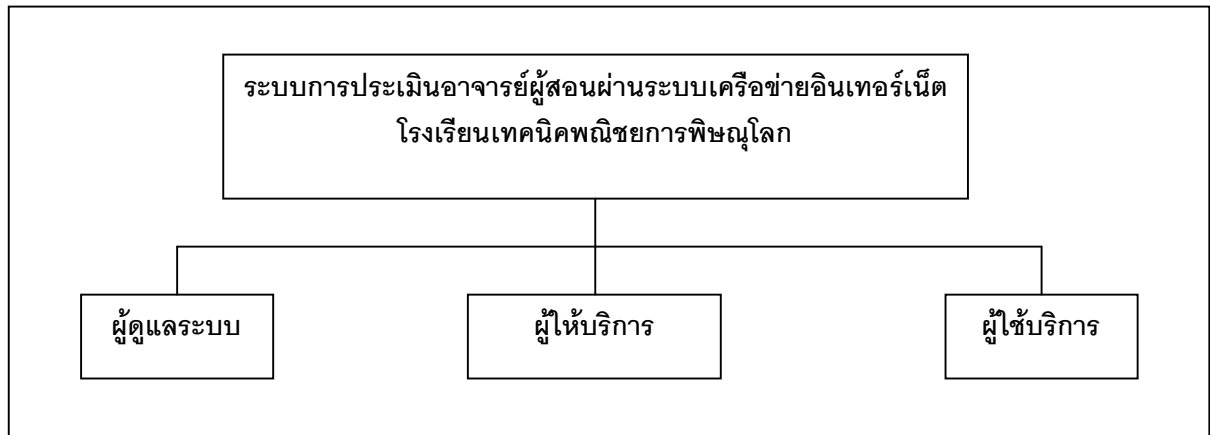 ระบบการประเมินอาจารย์ผู้สอนผ่านระบบเครือข่ายอินเทอร์เน็ต
โรงเรียนเทคนิคพณิชยการพิษณุโลก
ผู้ดูแลระบบ
ผู้ให้บริการ
ผู้ใช้บริการ